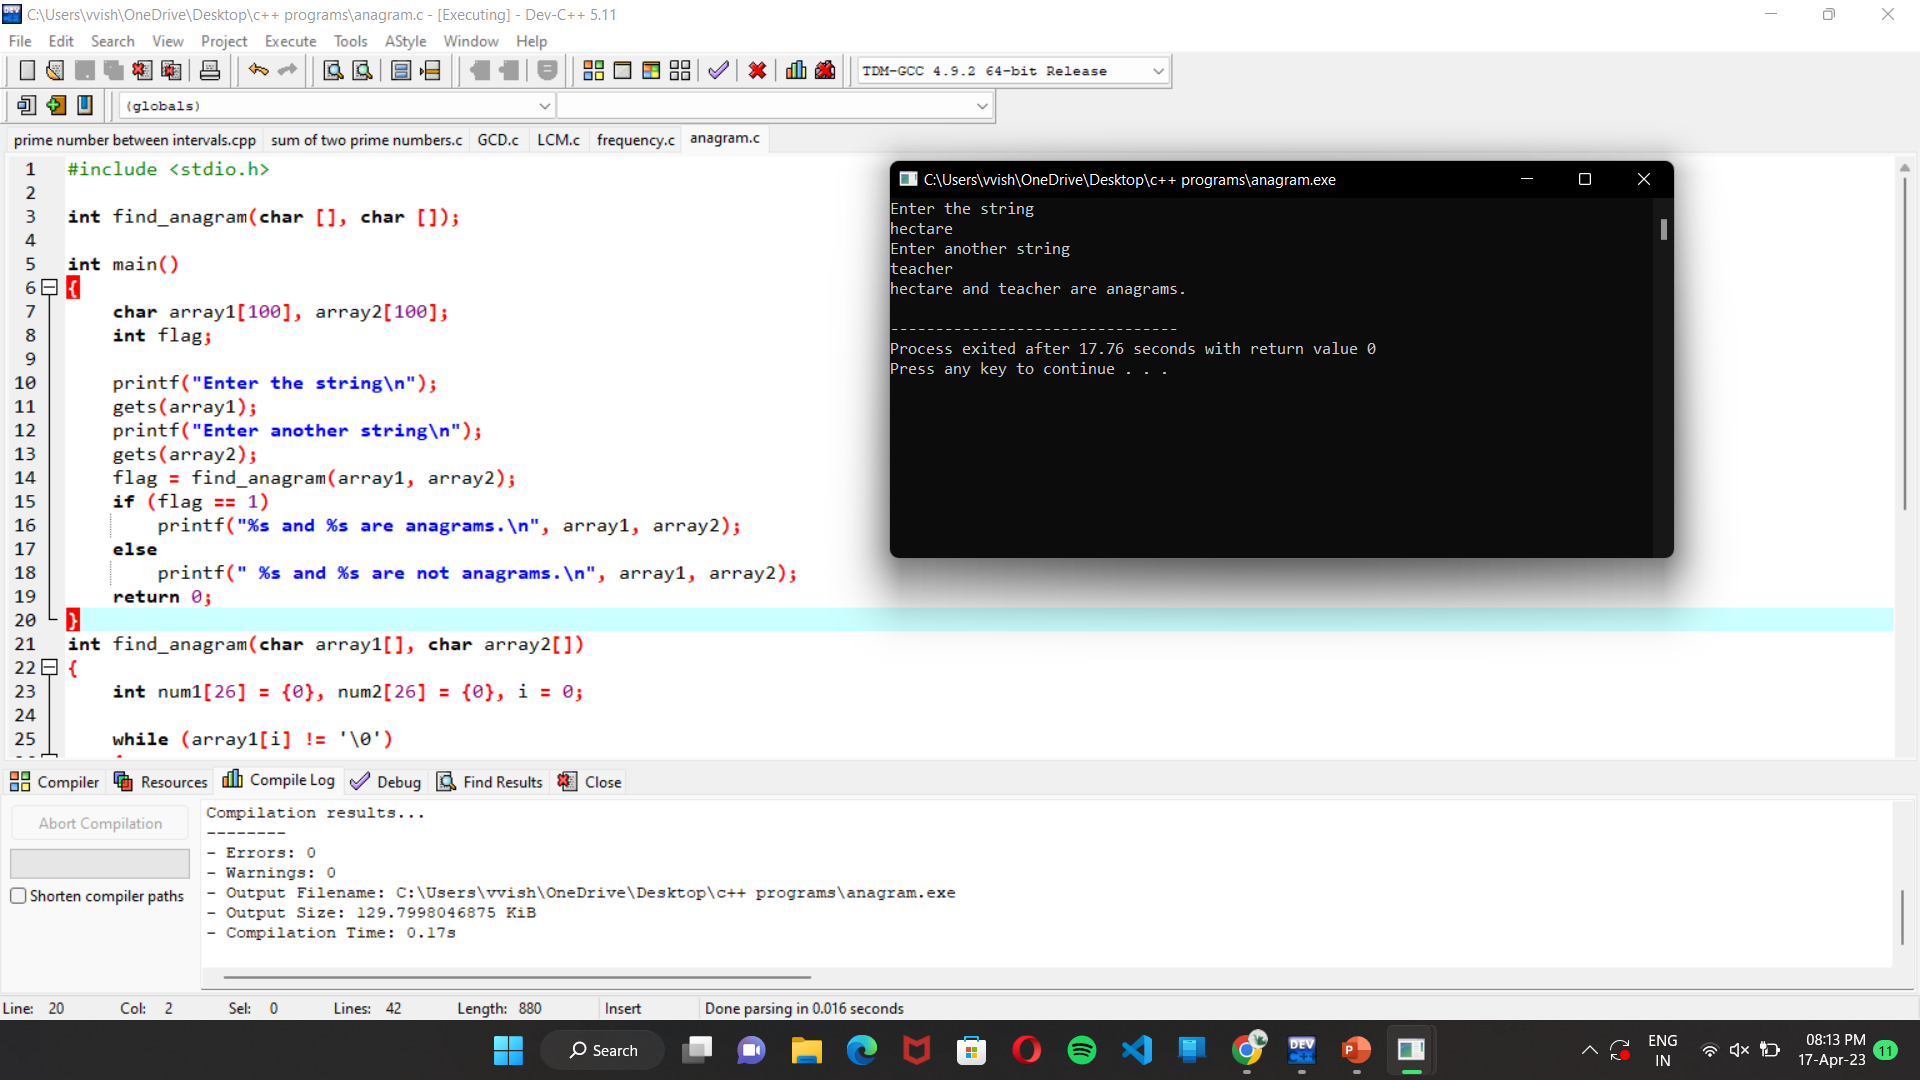 C:\Users\vvish\OneDrive\Desktop\c++ programs\anagram.c - [Executing] - Dev-C++ 5.11
File Edit Search View Project Execute Tools AStyle Window Help
TDM-GCC 4.9.2 64-bit Release
(globals)
prime number between intervals.cpp sum of two prime numbers.c GCD.c LCM.c frequency.c anagram.c
1 #include <stdio.h>
2
3 int find_anagram(char [], char []);
4
5 int main()
6 {
7 char array1[100], array2[100];
8 int flag;
9
10 printf("Enter the string\n");
11 gets(array1);
12 printf("Enter another string\n");
13 gets(array2);
14 flag = find_anagram(array1, array2);
15 if (flag == 1)
16 printf("%s and %s are anagrams.\n", array1, array2);
17 else
18 printf(" %s and %s are not anagrams.\n", array1, array2);
19 return 0;
20 }
21 int find_anagram(char array1[], char array2[])
22 {
23 int num1[26] = {0}, num2[26] = {0}, i = 0;
24
25 while (array1[i] != '\0')
C:\Users\vvish\OneDrive\Desktop\c++ programs\anagram.exe
Enter the string
hectare
Enter another string
teacher
hectare and teacher are anagrams.
--------------------------------
Process exited after 17.76 seconds with return value 0
Press any key to continue . . .
Compiler Resources Compile Log Debug Find Results Close
Abort Compilation
Shorten compiler paths
Compilation results...
--------
- Errors: 0
- Warnings: 0
- Output Filename: C:\Users\vvish\OneDrive\Desktop\c++ programs\anagram.exe
- Output Size: 129.7998046875 KiB
- Compilation Time: 0.17s
Line: 20 Col: 2 Sel: 0 Lines: 42 Length: 880 Insert Done parsing in 0.016 seconds
Search
DEV
C++
P
ENG
IN
08:13 PM
17-Apr-23
11